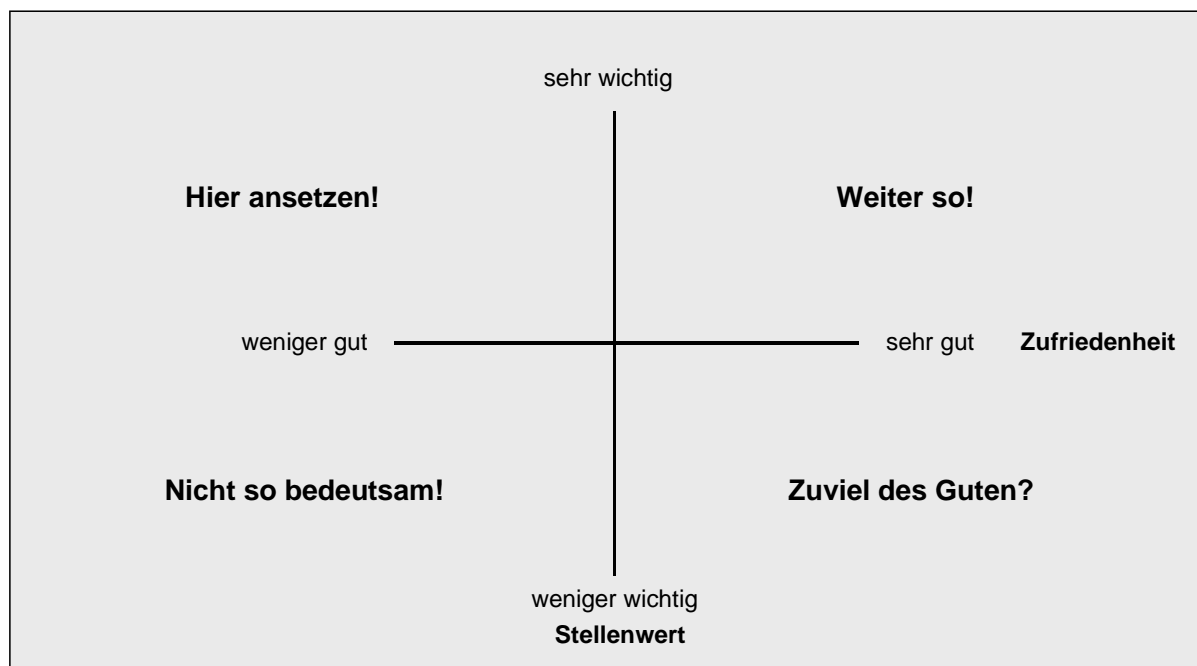 sehr wichtig
Hier ansetzen! Weiter so!
weniger gut sehr gut Zufriedenheit
Nicht so bedeutsam! Zuviel des Guten?
weniger wichtig
Stellenwert